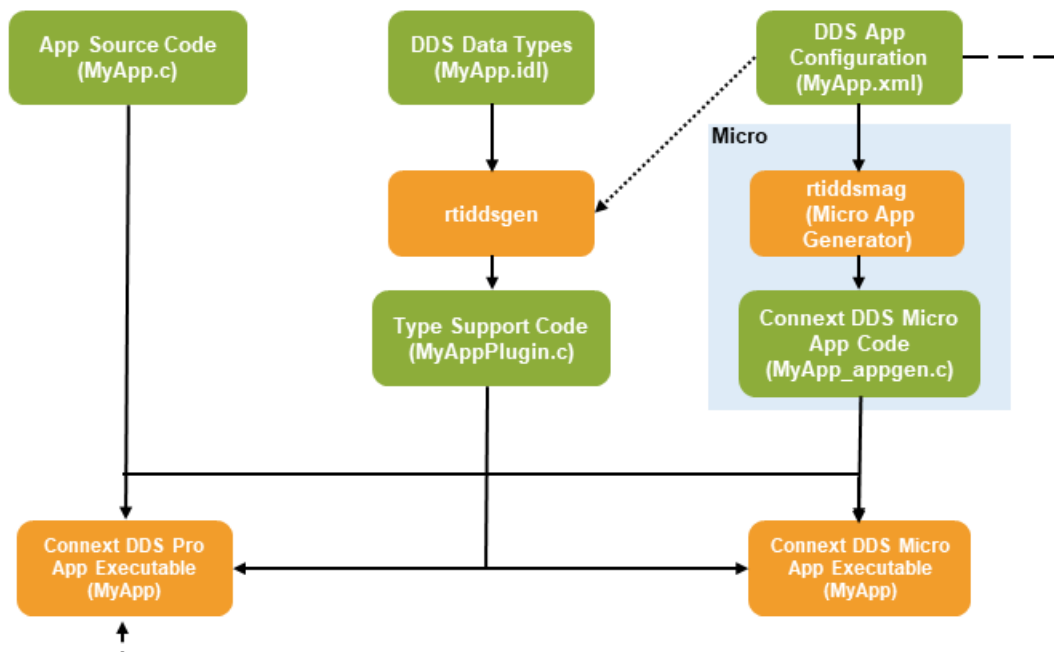 App Source Code
(MyApp.c)
DDS Data Types
(MyApp.idl)
DDS App
Configuration
(MyApp.xml)
Micro
rtiddsgen
rtiddsmag
(Micro App
Generator)
Type Support Code
(MyAppPlugin.c)
Connext DDS Micro
App Code
(MyApp_appgen.c)
Connext DDS Pro
App Executable
(MyApp)
Connext DDS Micro
App Executable
(MyApp)